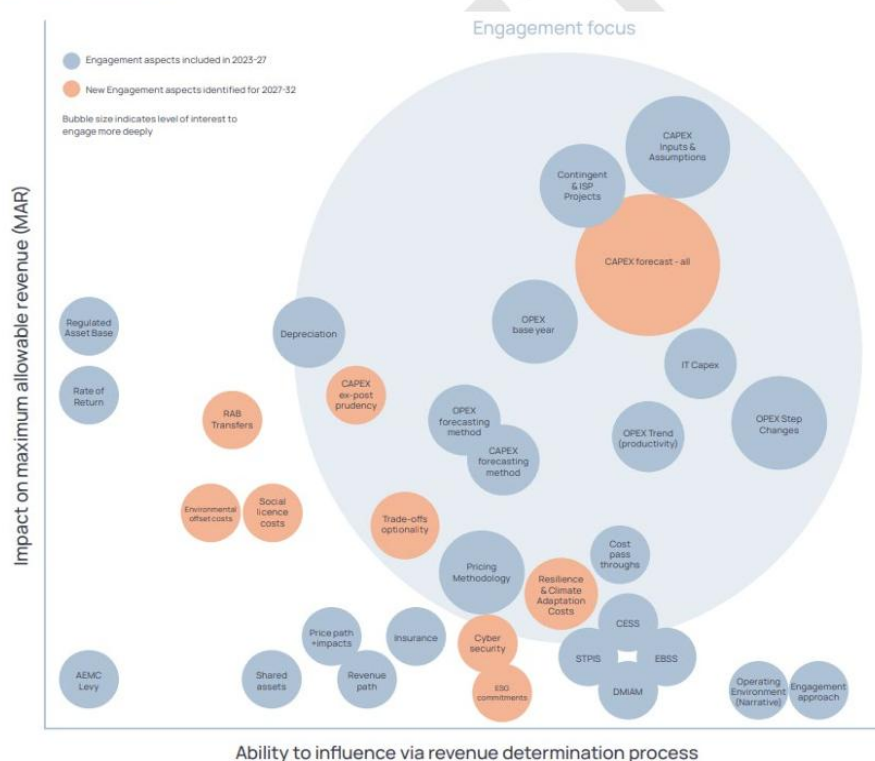 Engagement focus
Engagement aspects included in 2023-27
New Engagement aspects identified for 2027-32
Bubble size indicates level of interest to
engage more deeply
Impact on maximum allowable revenue (MAR)
CAPEX
Inputs &
Assumptions
Contingent
& ISP
Projects
CAPEX forecast - all
Regulated
Asset Base
Depreciation
OPEX
base year
IT Capex
Rate of
Return
CAPEX
ex-post
prudency
RAB
Transfers
OPEX
forecasting
method
CAPEX
forecasting
method
OPEX Trend
(productivity)
OPEX Step
Changes
Environmental
offset costs
Social
licence
costs
Trade-offs
optionality
Cost
pass
throughs
Pricing
Methodology
Resilience
& Climate
Adaptation
Costs
Price path
+impacts
Insurance
Cyber
security
CESS
STPIS
EBSS
DMIAM
AEMC
Levy
Shared
assets
Revenue
path
ESG
commitments
Operating
Environment
(Narrative)
Engagement
approach
Ability to influence via revenue determination process